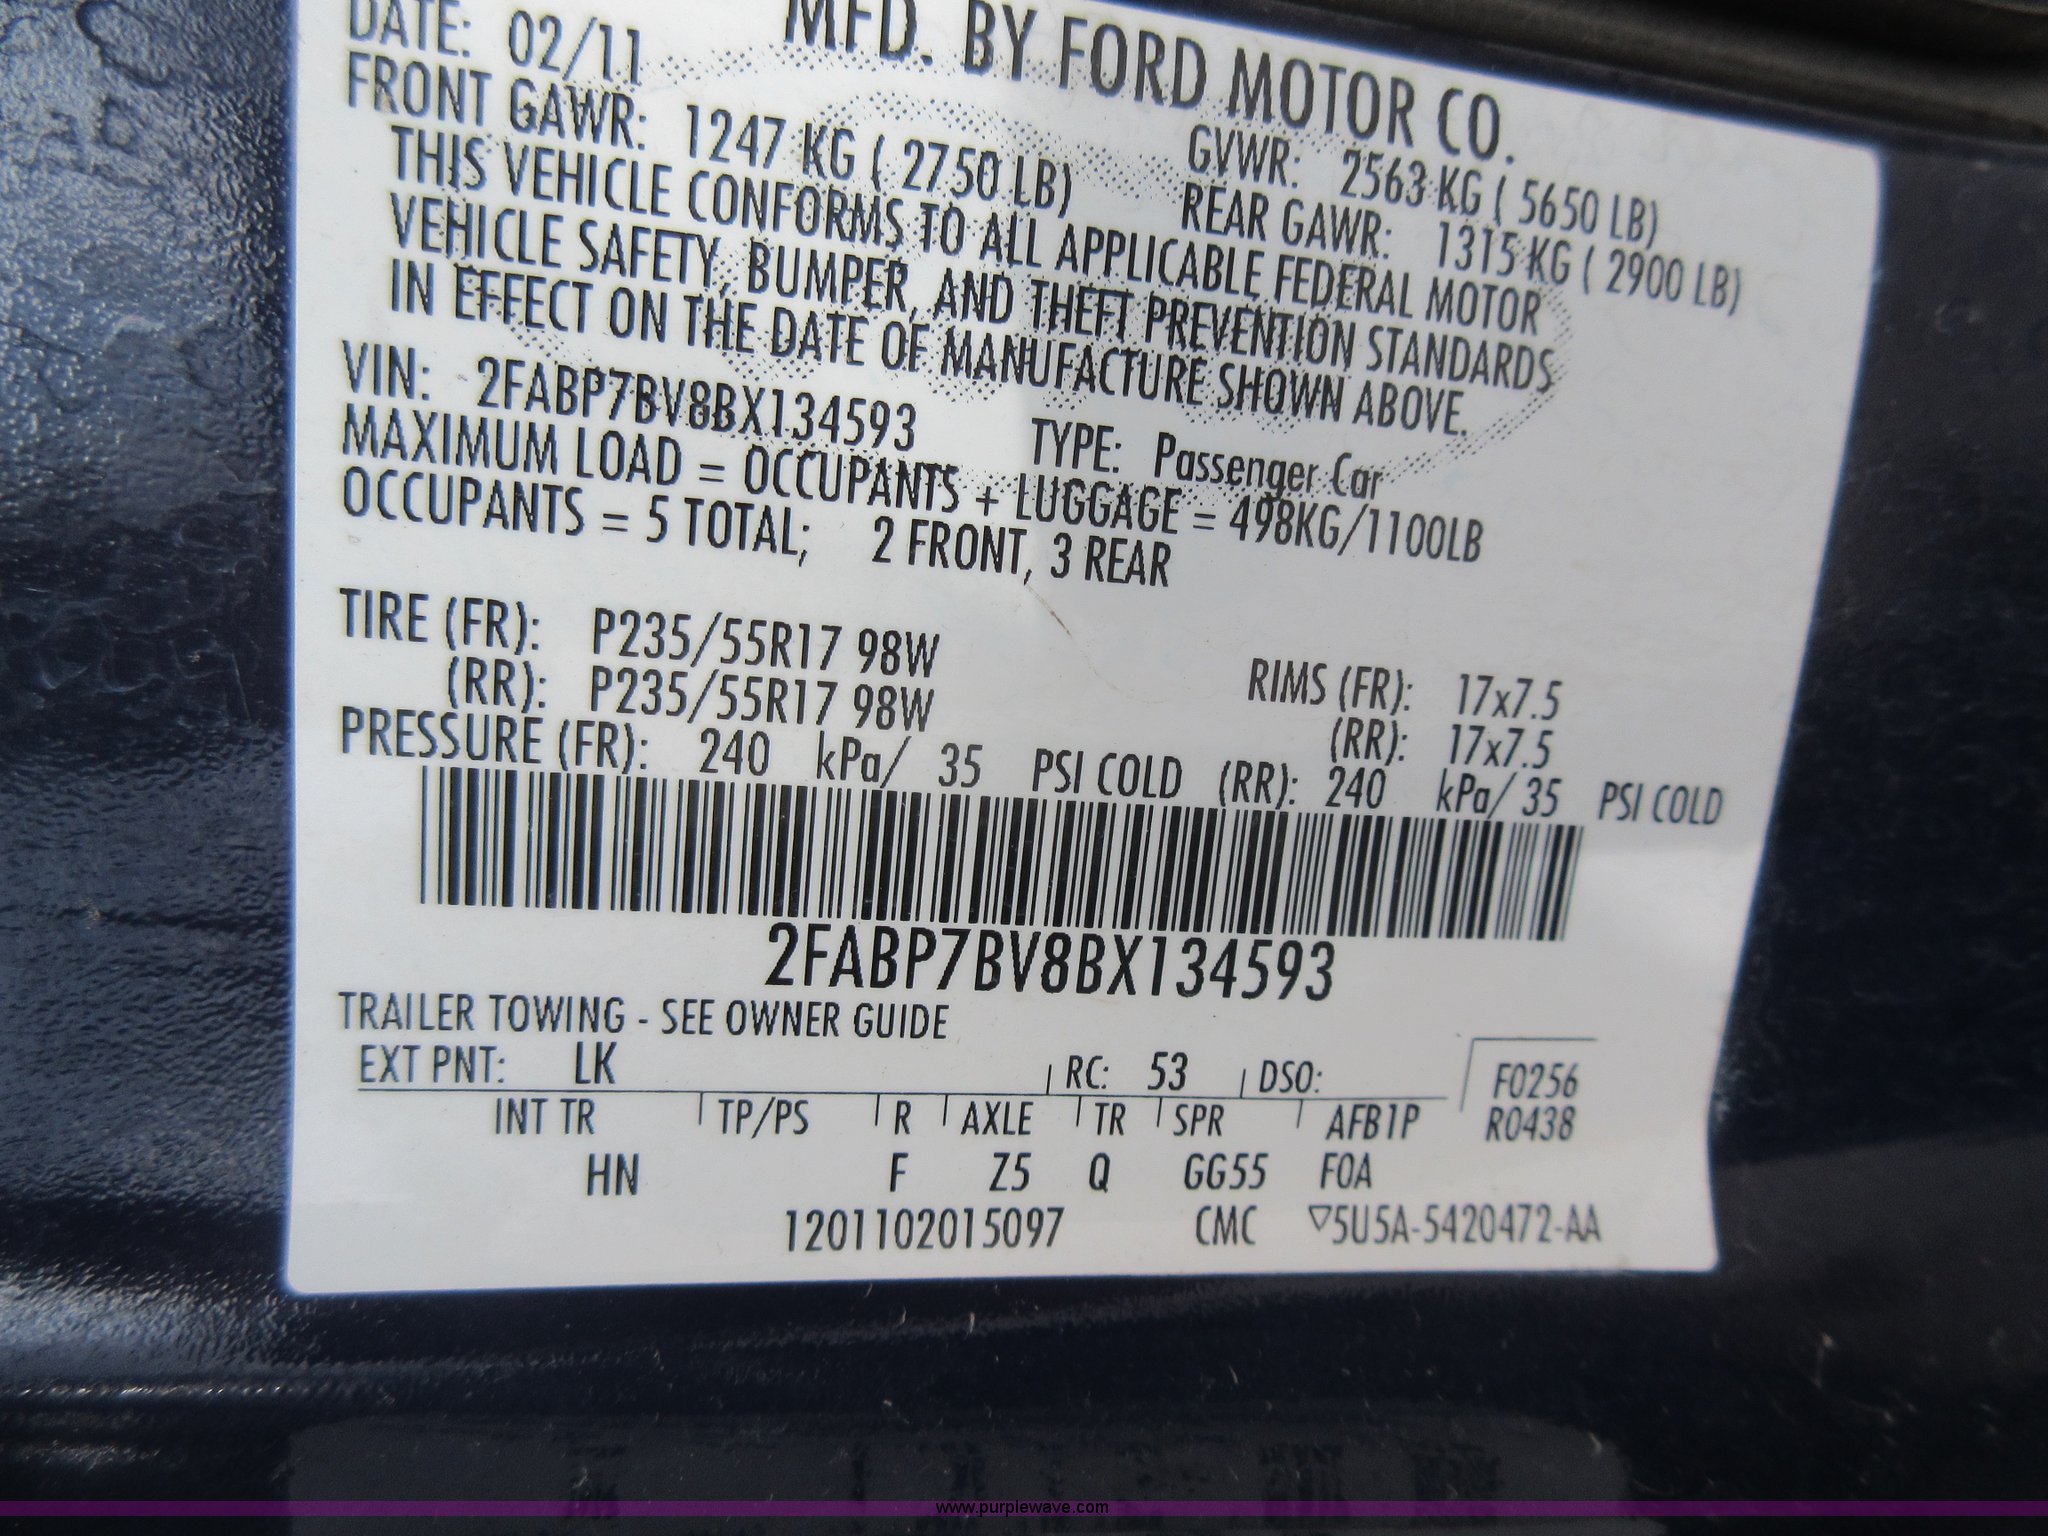 MFD. BY FORD MOTOR CO.
DATE: 02/11 GVWR: 2563 KG ( 5650 LB)
FRONT GAWR: 1247 KG ( 2750 LB) REAR GAWR: 1315 KG ( 2900 LB)
THIS VEHICLE CONFORMS TO ALL APPLICABLE FEDERAL MOTOR
VEHICLE SAFETY, BUMPER, AND THEFT PREVENTION STANDARDS
IN EFFECT ON THE DATE OF MANUFACTURE SHOWN ABOVE.
VIN: 2FABP7BV8BX134593 TYPE: Passenger Car
MAXIMUM LOAD = OCCUPANTS + LUGGAGE = 498KG/1100LB
OCCUPANTS = 5 TOTAL; 2 FRONT, 3 REAR
TIRE (FR): P235/55R17 98W RIMS (FR): 17x7.5
(RR): P235/55R17 98W (RR): 17x7.5
PRESSURE (FR): 240 kPa/ 35 PSI COLD (RR): 240 kPa/ 35 PSI COLD
2FABP7BV8BX134593
TRAILER TOWING - SEE OWNER GUIDE
EXT PNT: LK RC: 53 DSO: F0256
INT TR TP/PS R AXLE TR SPR AFB1P R0438
HN F Z5 Q GG55 F0A
1201102015097 CMC ▽5U5A-5420472-AA
www.purplewave.com